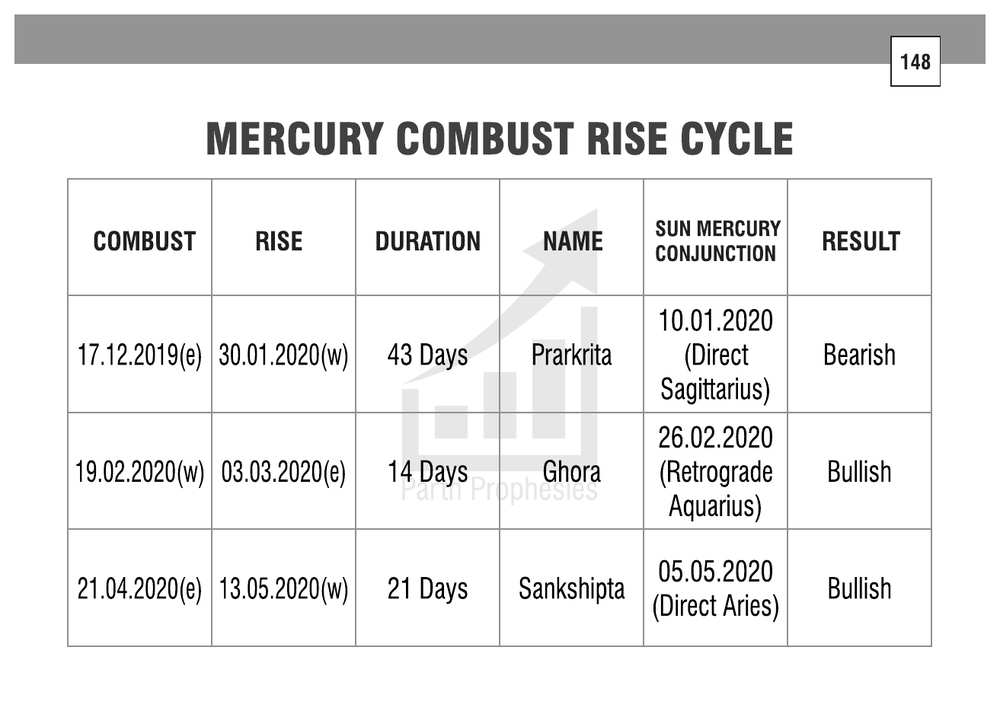 148
MERCURY COMBUST RISE CYCLE
COMBUST RISE DURATION NAME SUN MERCURY CONJUNCTION RESULT
17.12.2019(e) 30.01.2020(w) 43 Days Prarkrita 10.01.2020 (Direct Sagittarius) Bearish
19.02.2020(w) 03.03.2020(e) 14 Days Ghora 26.02.2020 (Retrograde Aquarius) Bullish
Parth Prophesies
21.04.2020(e) 13.05.2020(w) 21 Days Sankshipta 05.05.2020 (Direct Aries) Bullish